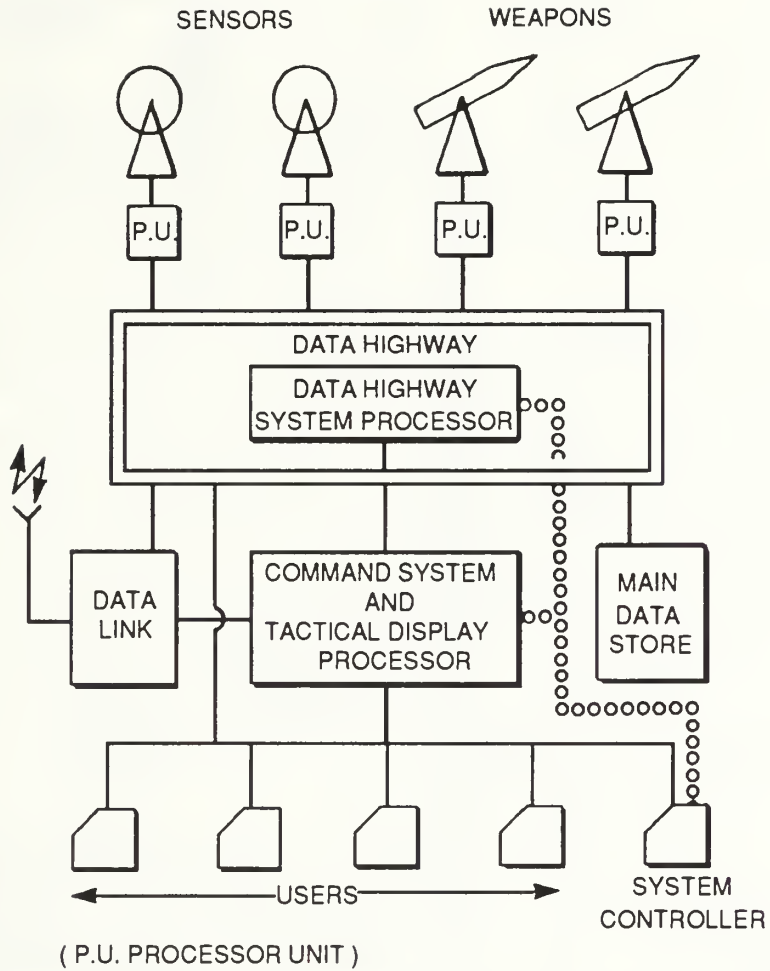 SENSORS
WEAPONS
P.U.
P.U.
P.U.
P.U.
DATA HIGHWAY
DATA HIGHWAY
SYSTEM PROCESSOR
DATA
LINK
COMMAND SYSTEM
AND
TACTICAL DISPLAY
PROCESSOR
MAIN
DATA
STORE
USERS
SYSTEM
CONTROLLER
( P.U. PROCESSOR UNIT )